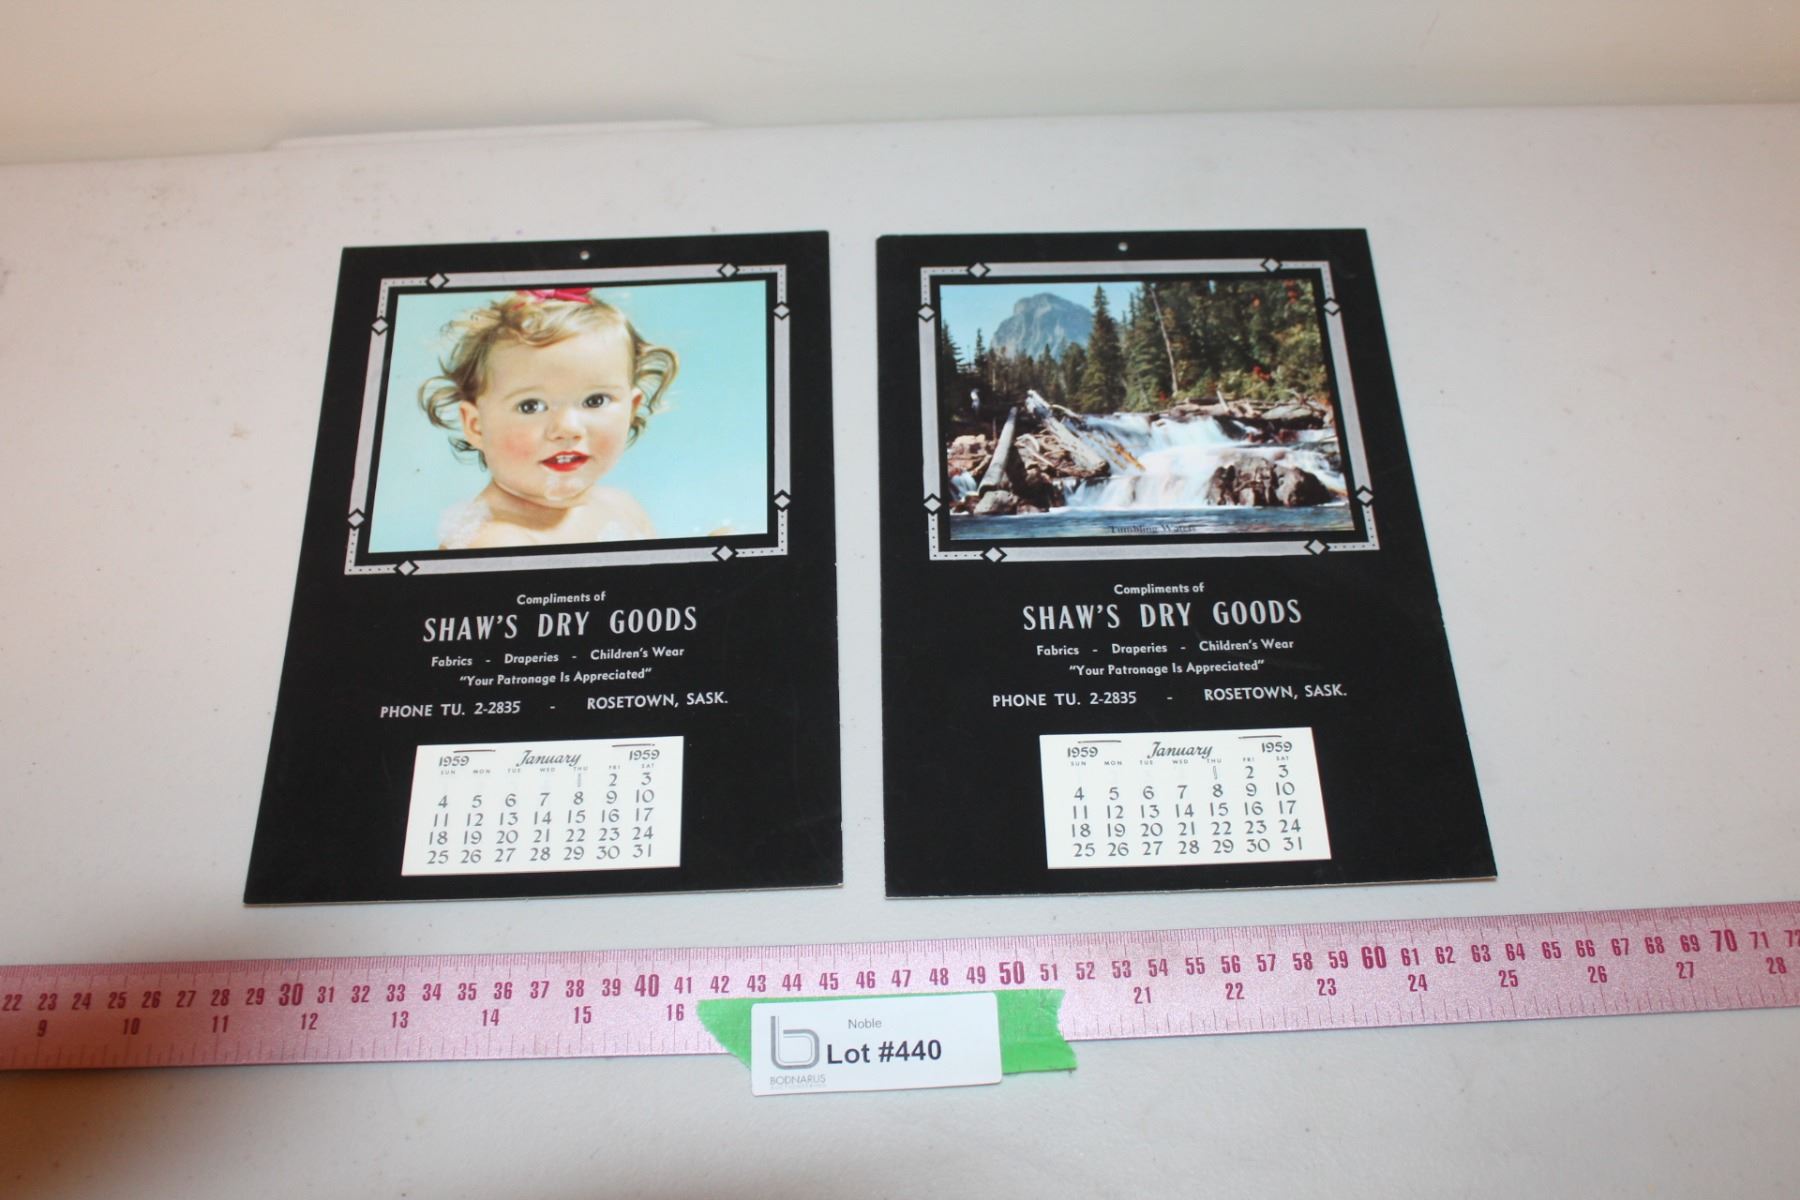 Compliments of
SHAW'S DRY GOODS
Fabrics - Draperies - Children's Wear
"Your Patronage Is Appreciated"
PHONE TU. 2-2835 - ROSETOWN, SASK.
1959 January 1959
SUN MON TUE WED THU FRI SAT
1 2 3
4 5 6 7 8 9 10
11 12 13 14 15 16 17
18 19 20 21 22 23 24
25 26 27 28 29 30 31
Tumbling Waters
Compliments of
SHAW'S DRY GOODS
Fabrics - Draperies - Children's Wear
"Your Patronage Is Appreciated"
PHONE TU. 2-2835 - ROSETOWN, SASK.
1959 January 1959
SUN MON TUE WED THU FRI SAT
1 2 3
4 5 6 7 8 9 10
11 12 13 14 15 16 17
18 19 20 21 22 23 24
25 26 27 28 29 30 31
22 23 24 25 26 27 28 29 30 31 32 33 34 35 36 37 38 39 40 41 42 43 44 45 46 47 48 49 50 51 52 53 54 55 56 57 58 59 60 61 62 63 64 65 66 67 68 69 70 71 72
9 10 11 12 13 14 15 16 21 22 23 24 25 26 27 28
Noble
Lot #440
BODNARUS